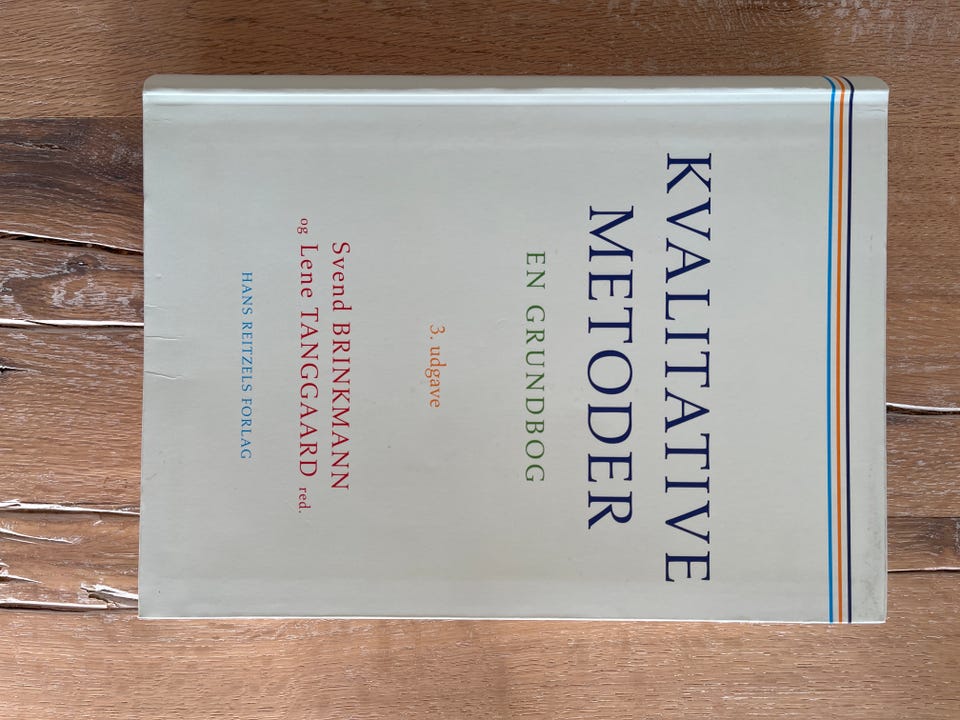 KVALITATIVE
METODER
EN GRUNDBOG
3. udgave
Svend BRINKMANN
og Lene TANGGAARD red.
HANS REITZELS FORLAG